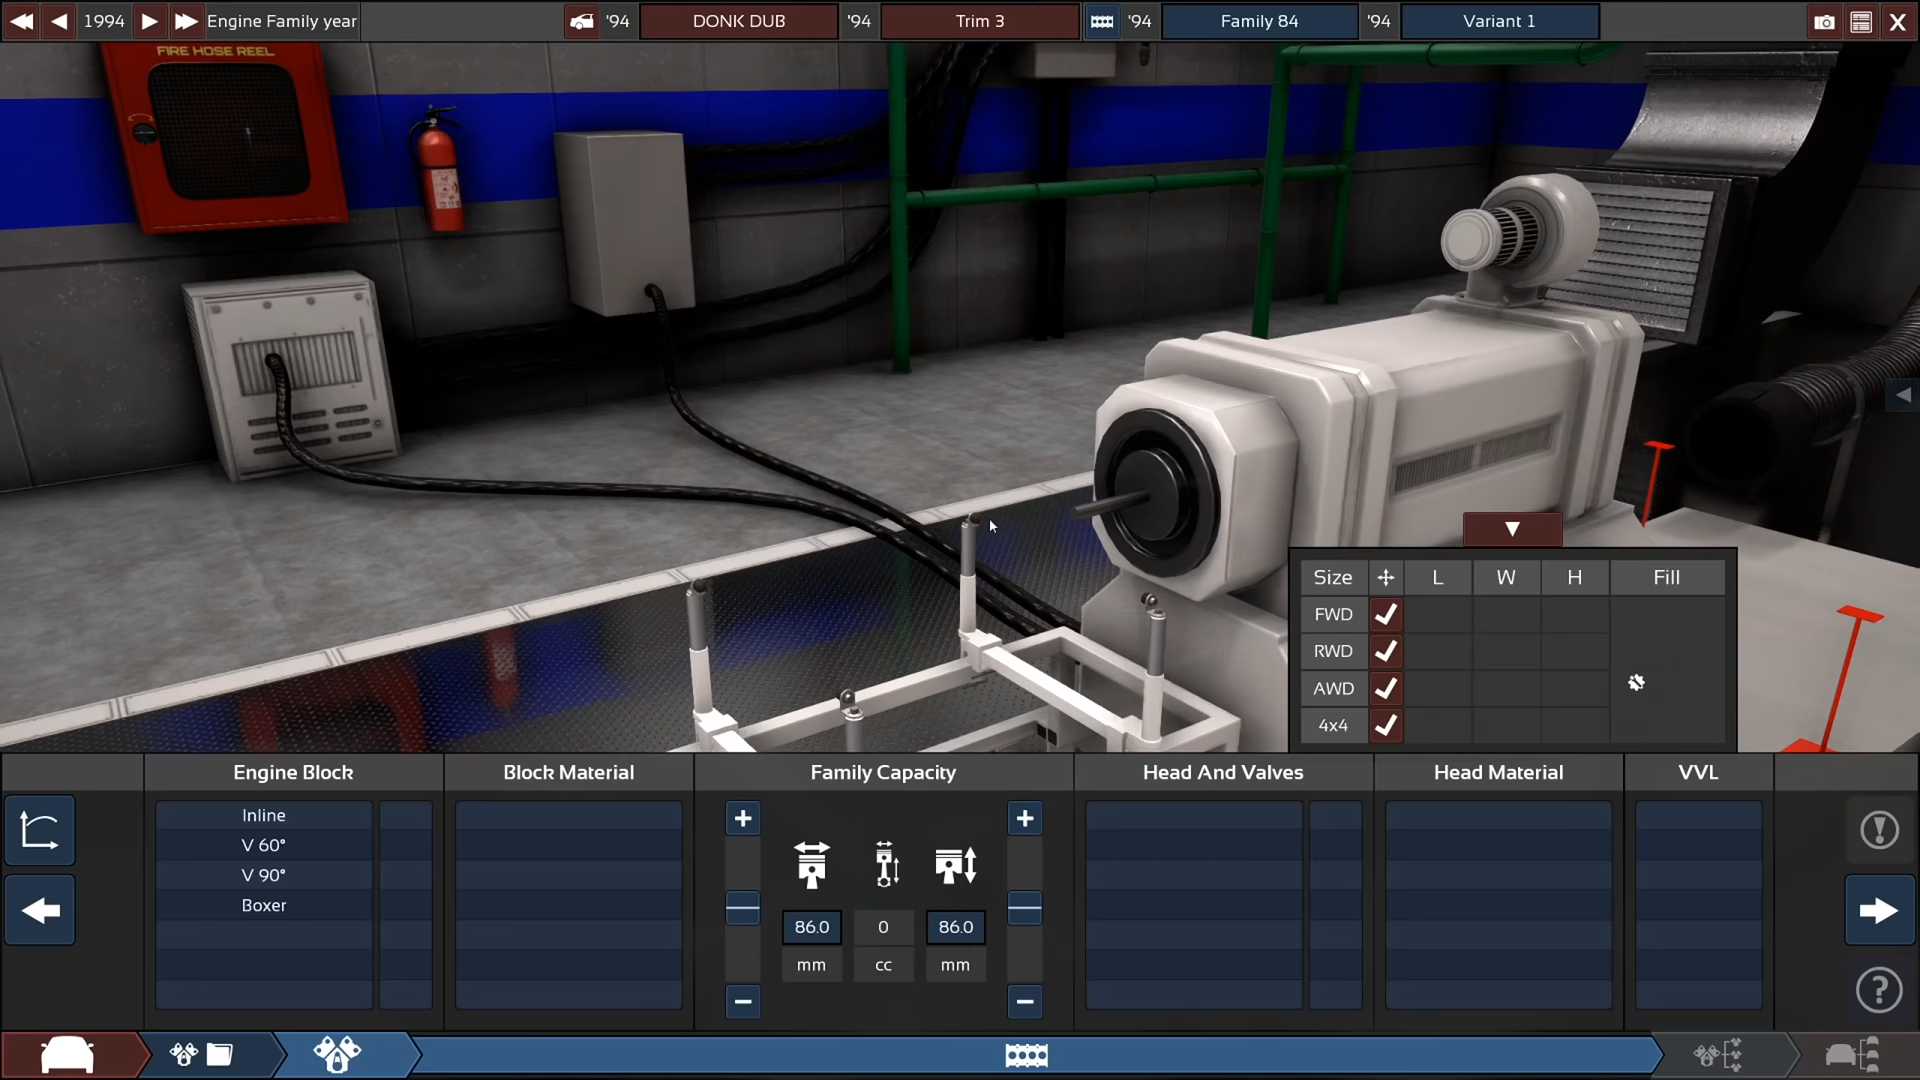 1994 Engine Family year '94 DONK DUB '94 Trim 3 '94 Family 84 '94 Variant 1
FIRE HOSE REEL
Size L W H Fill
FWD
RWD
AWD
4x4
Engine Block Block Material Family Capacity Head And Valves Head Material VVL
Inline
V 60°
V 90°
Boxer
86.0 0 86.0
mm cc mm